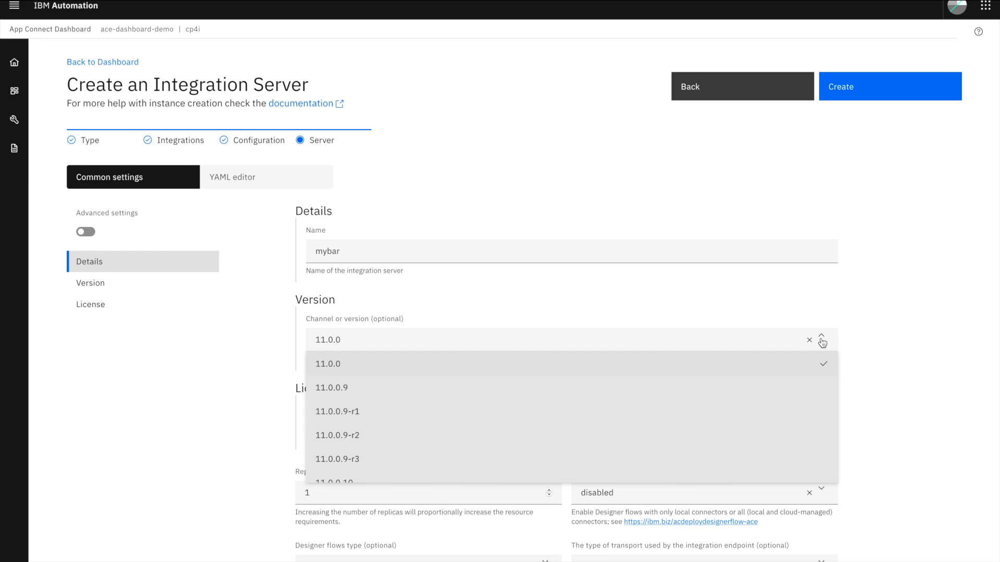 IBM Automation
App Connect Dashboard ace-dashboard-demo | cp4i
Back to Dashboard
Create an Integration Server
Back
Create
For more help with instance creation check the documentation
Type
Integrations
Configuration
Server
Common settings
YAML editor
Advanced settings
Details
Version
License
Details
Name
mybar
Name of the integration server
Version
Channel or version (optional)
11.0.0
11.0.0
11.0.0.9
11.0.0.9-r1
11.0.0.9-r2
11.0.0.9-r3
11.0.0.10
1
Increasing the number of replicas will proportionally increase the resource
requirements.
disabled
Enable Designer flows with only local connectors or all (local and cloud-managed)
connectors; see https://ibm.biz/acdeploydesignerflow-ace
Designer flows type (optional)
The type of transport used by the integration endpoint (optional)